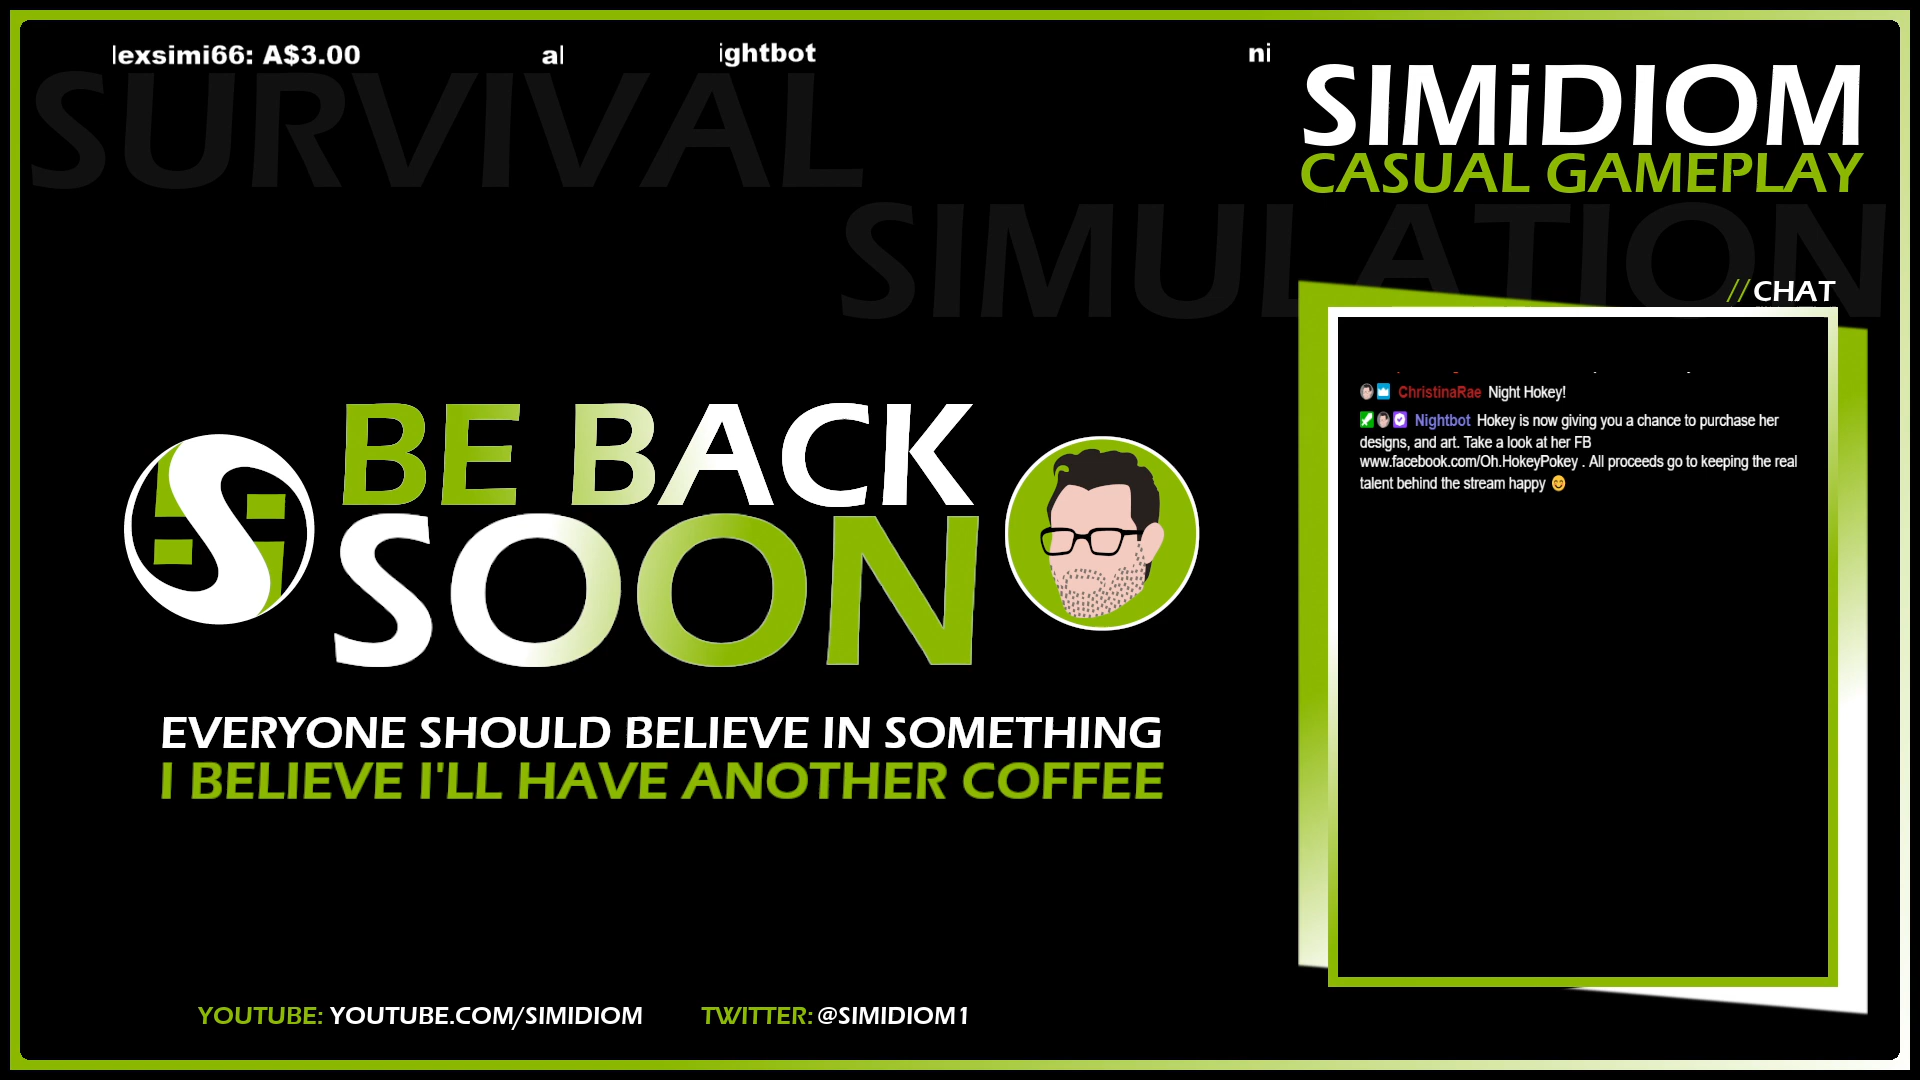 lexsimi66: A$3.00 al ightbot ni
SURVIVAL
SIMiDIOM
CASUAL GAMEPLAY
SIMULATION
//CHAT
ChristinaRae Night Hokey!
Nightbot Hokey is now giving you a chance to purchase her
designs, and art. Take a look at her FB
www.facebook.com/Oh.HokeyPokey . All proceeds go to keeping the real
talent behind the stream happy 😊
BE BACK
SOON
EVERYONE SHOULD BELIEVE IN SOMETHING
I BELIEVE I'LL HAVE ANOTHER COFFEE
YOUTUBE: YOUTUBE.COM/SIMIDIOM TWITTER: @SIMIDIOM1